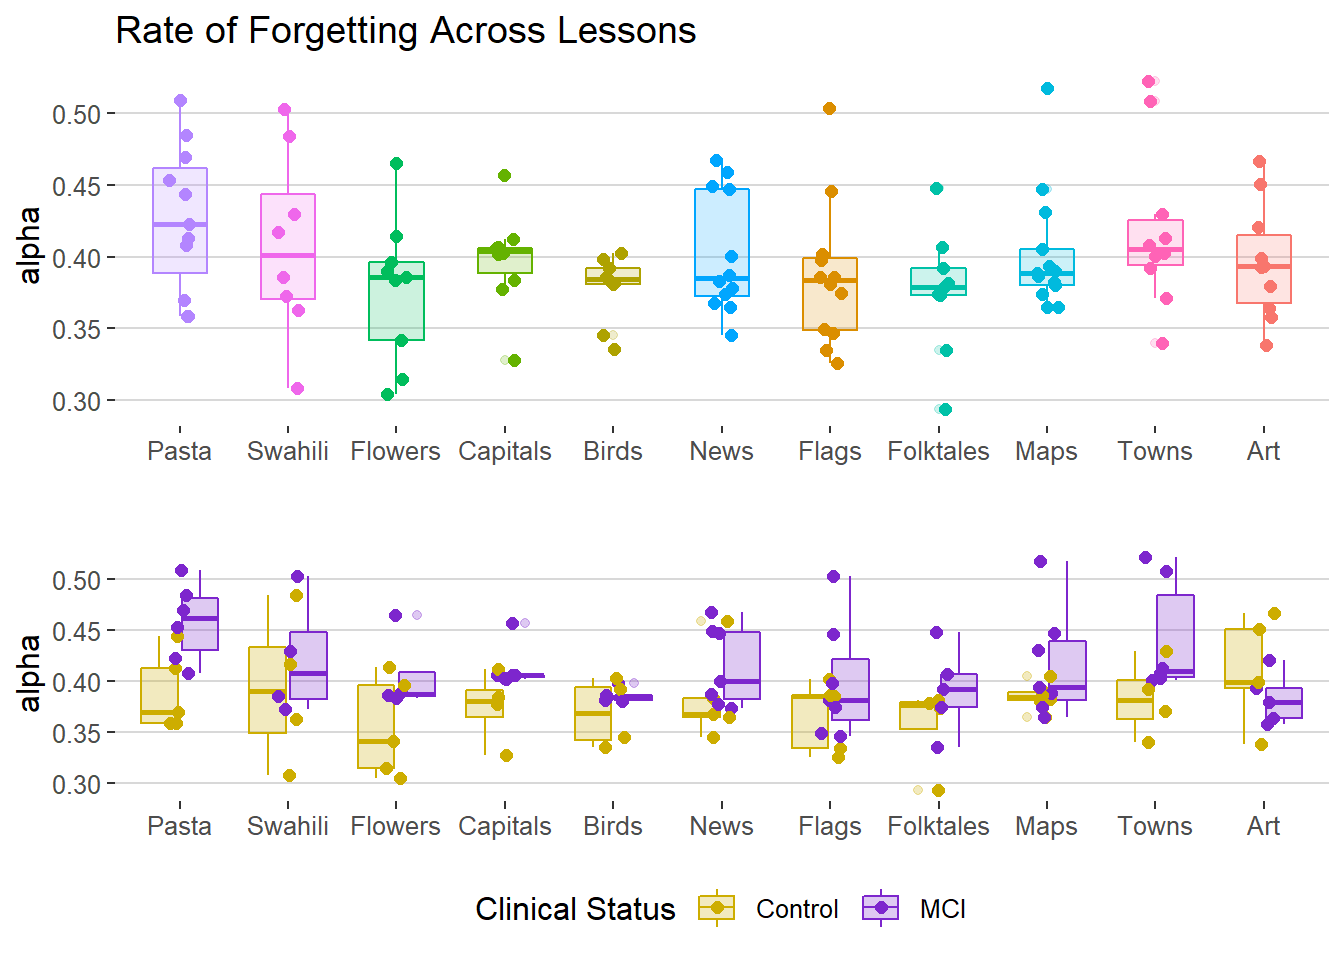 Rate of Forgetting Across Lessons
alpha
0.50
0.45
0.40
0.35
0.30
Pasta Swahili Flowers Capitals Birds News Flags Folktales Maps Towns Art
alpha
0.50
0.45
0.40
0.35
0.30
Pasta Swahili Flowers Capitals Birds News Flags Folktales Maps Towns Art
Clinical Status Control MCI